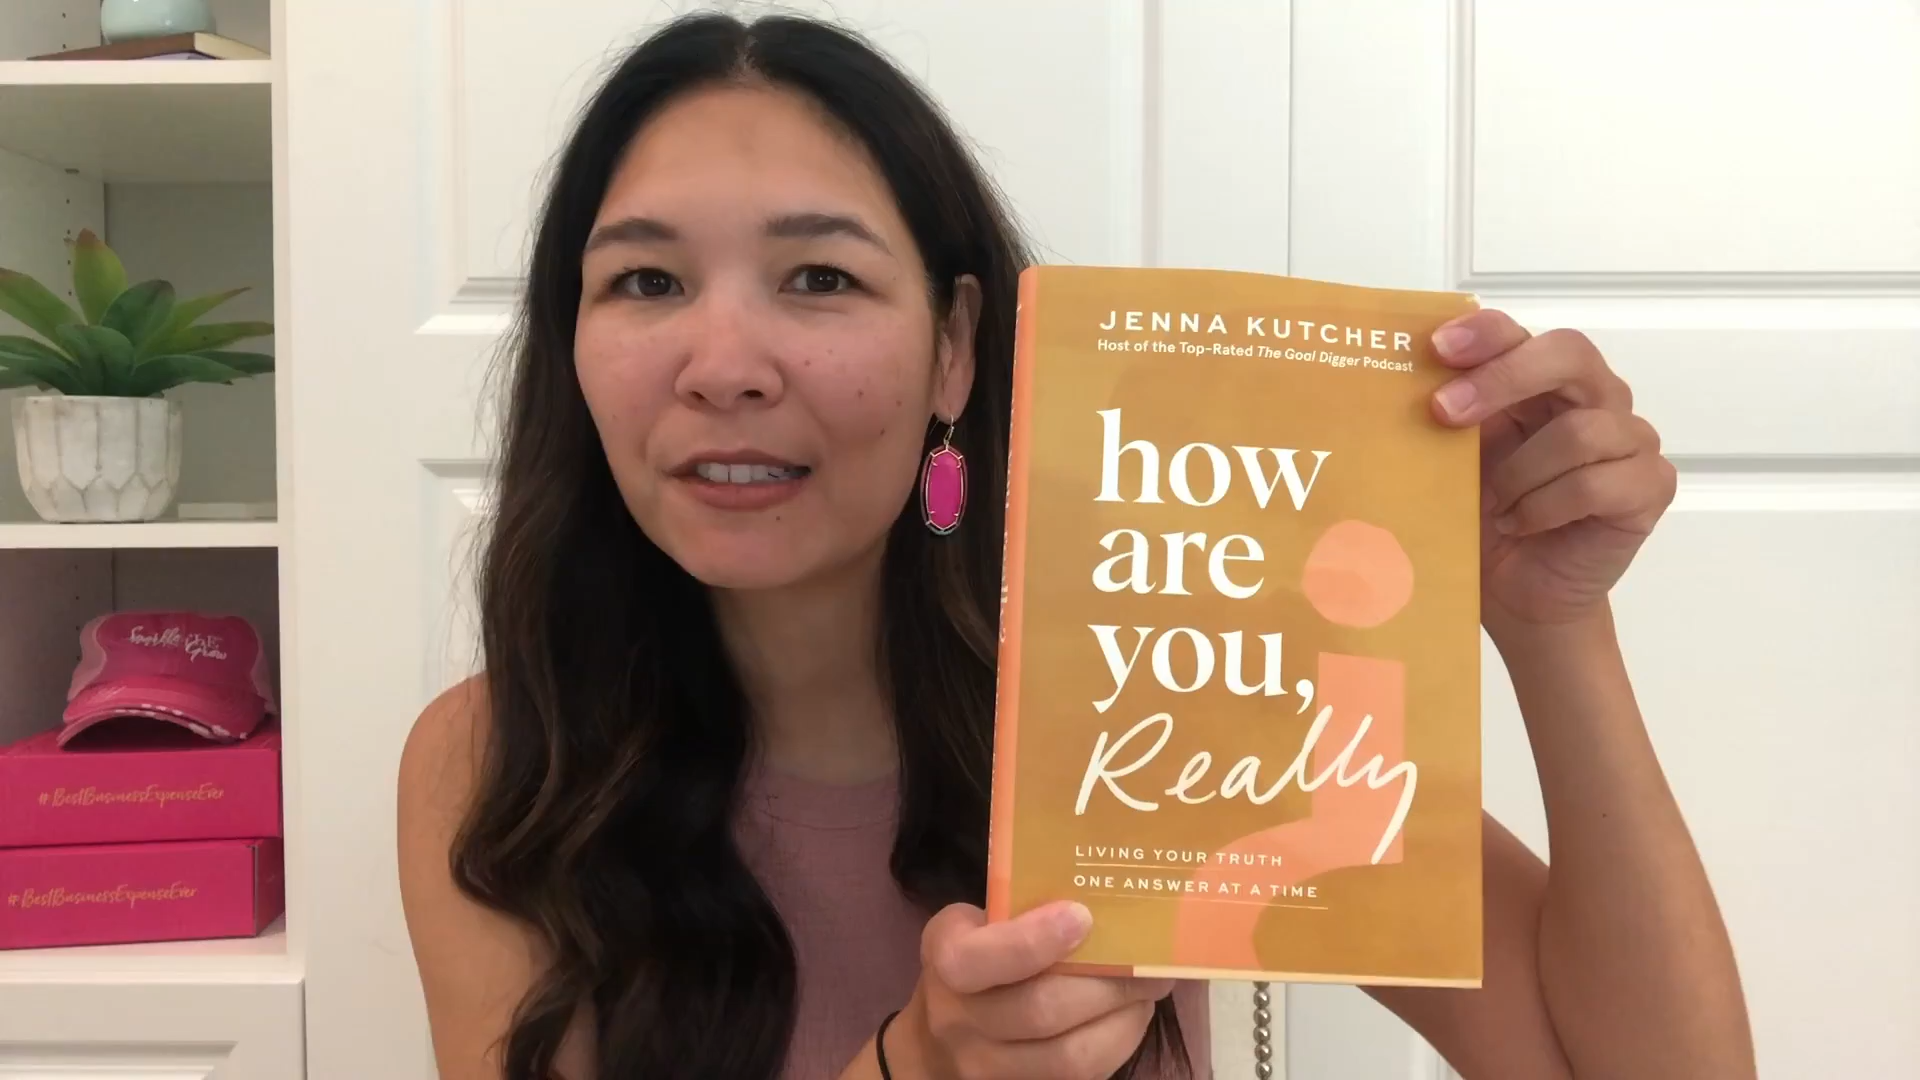 JENNA KUTCHER
Host of the Top-Rated The Goal Digger Podcast
how
are
you,
Really
LIVING YOUR TRUTH
ONE ANSWER AT A TIME
#BestBusinessExpenseEver
#BestBusinessExpenseEver